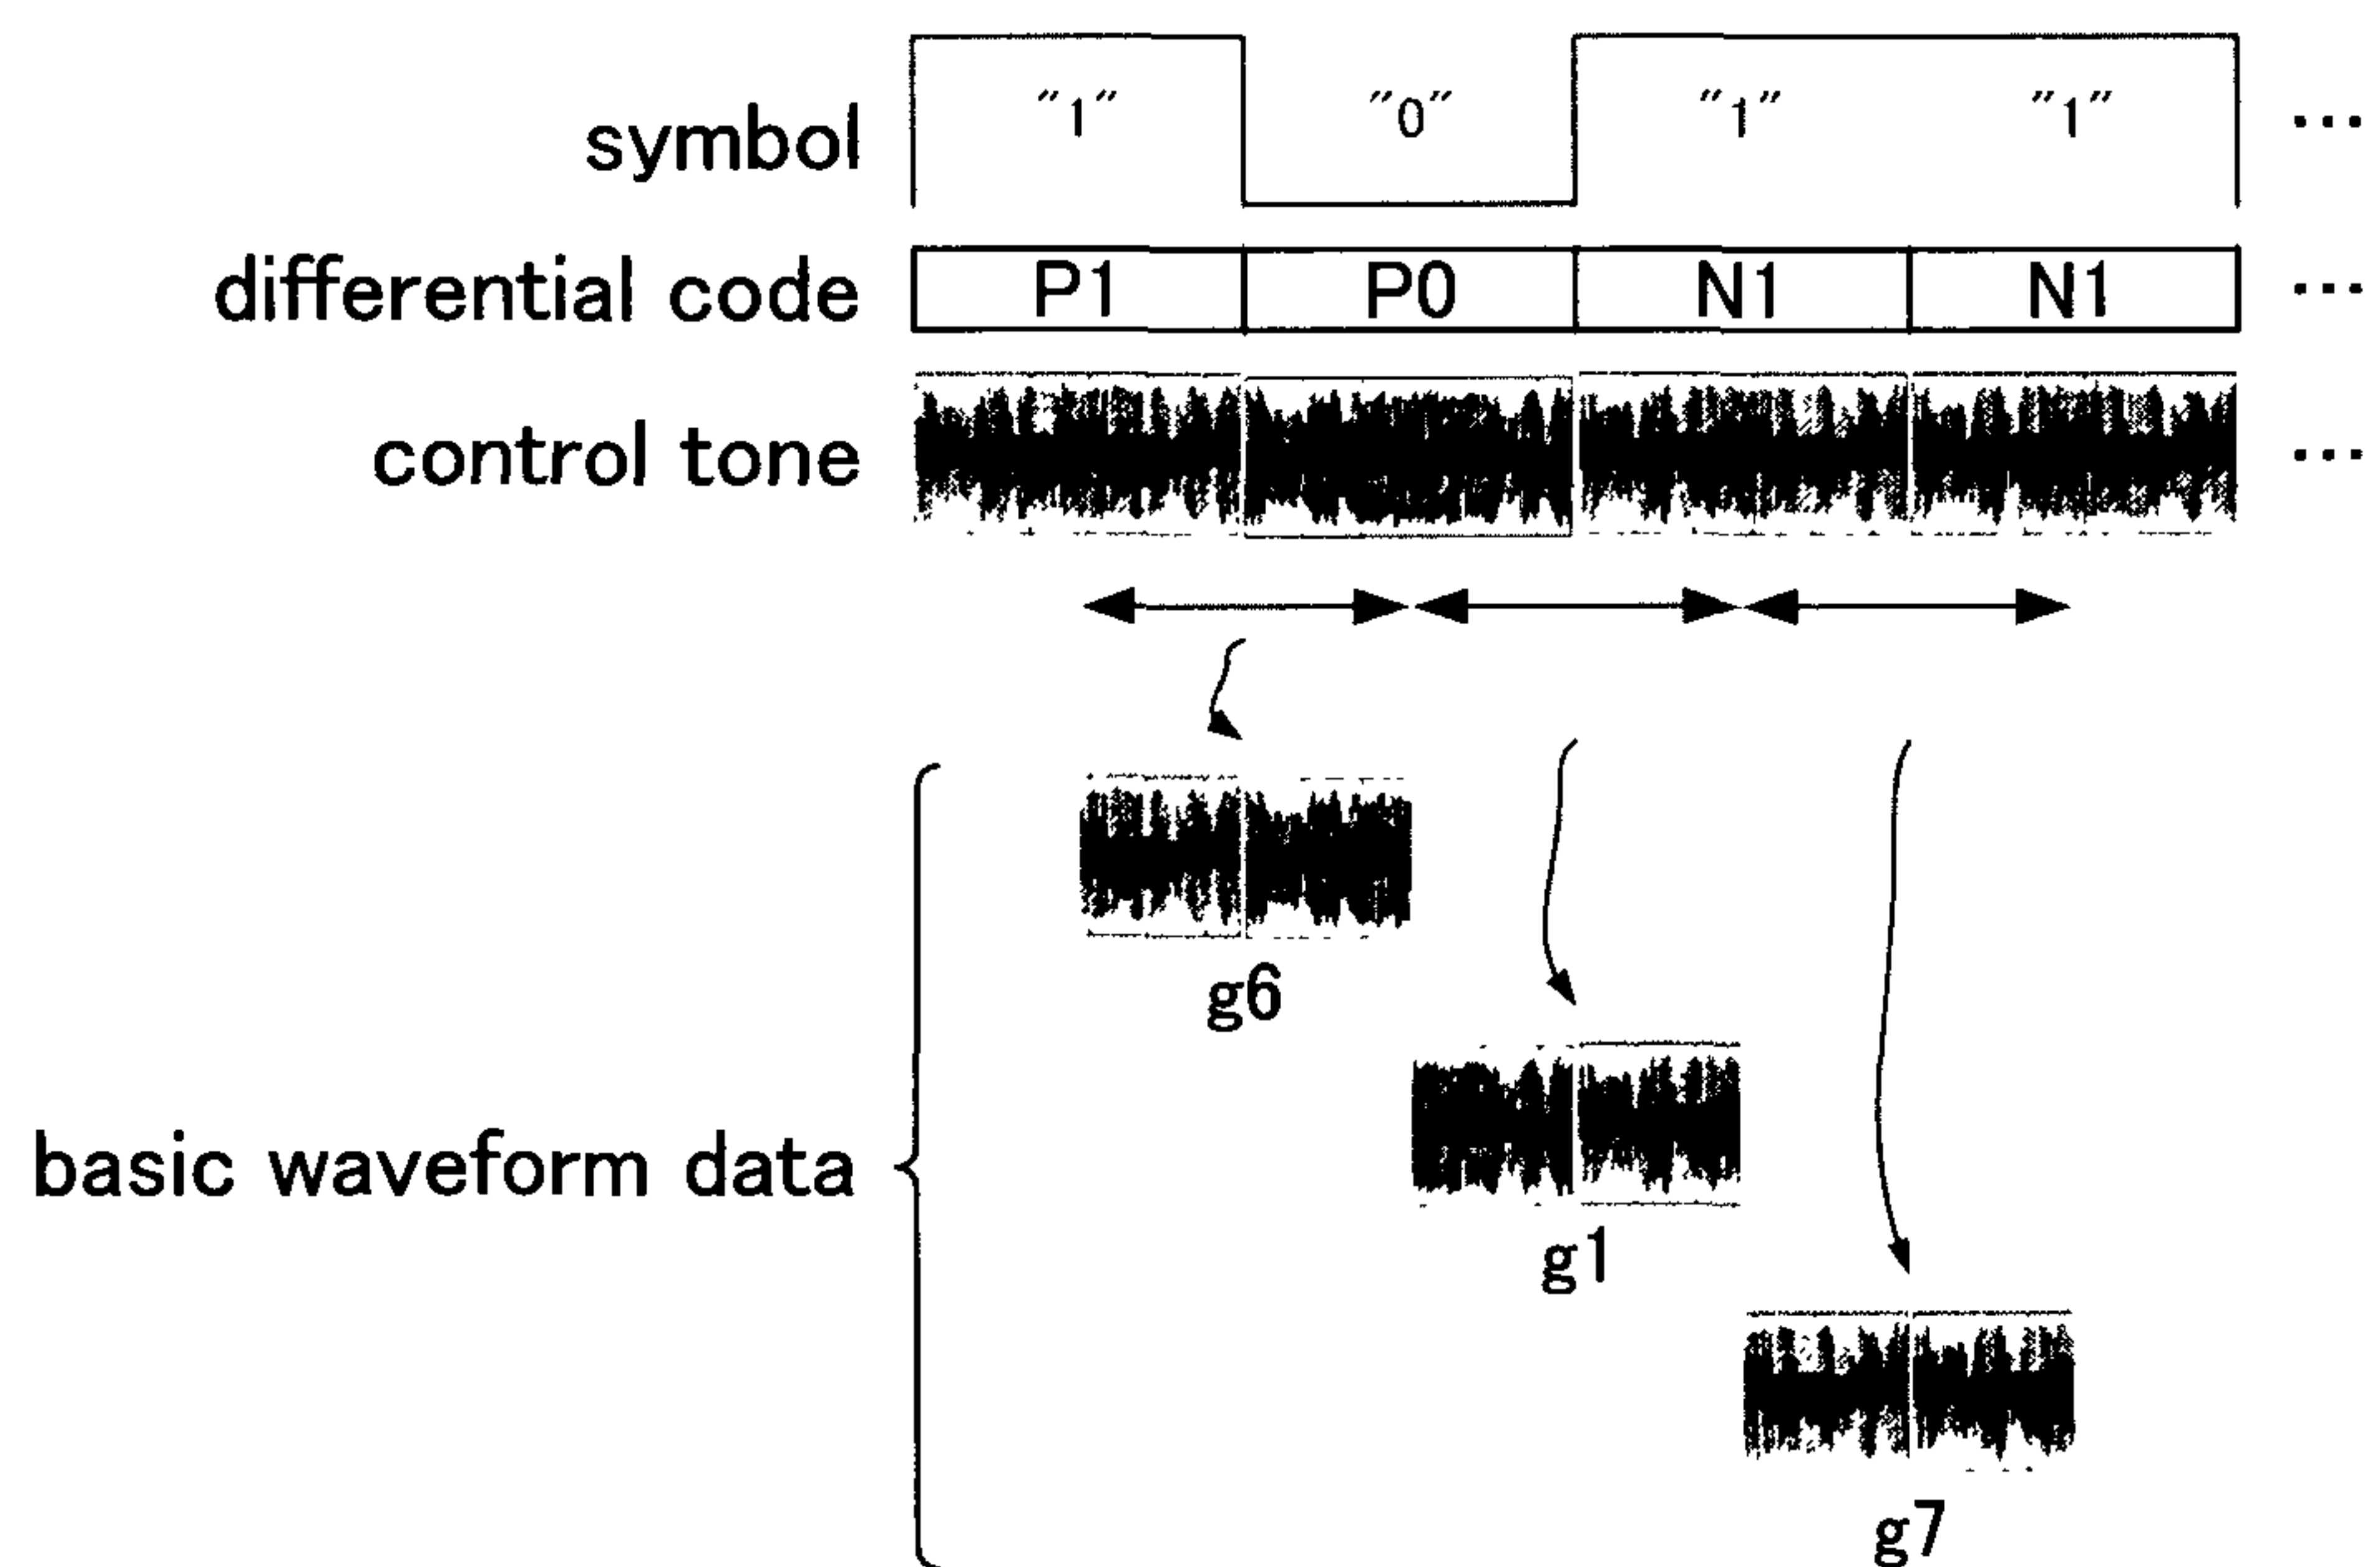 symbol "1" "0" "1" "1" ...
differential code P1 P0 N1 N1 ...
control tone ...
g6
g1
basic waveform data
g7